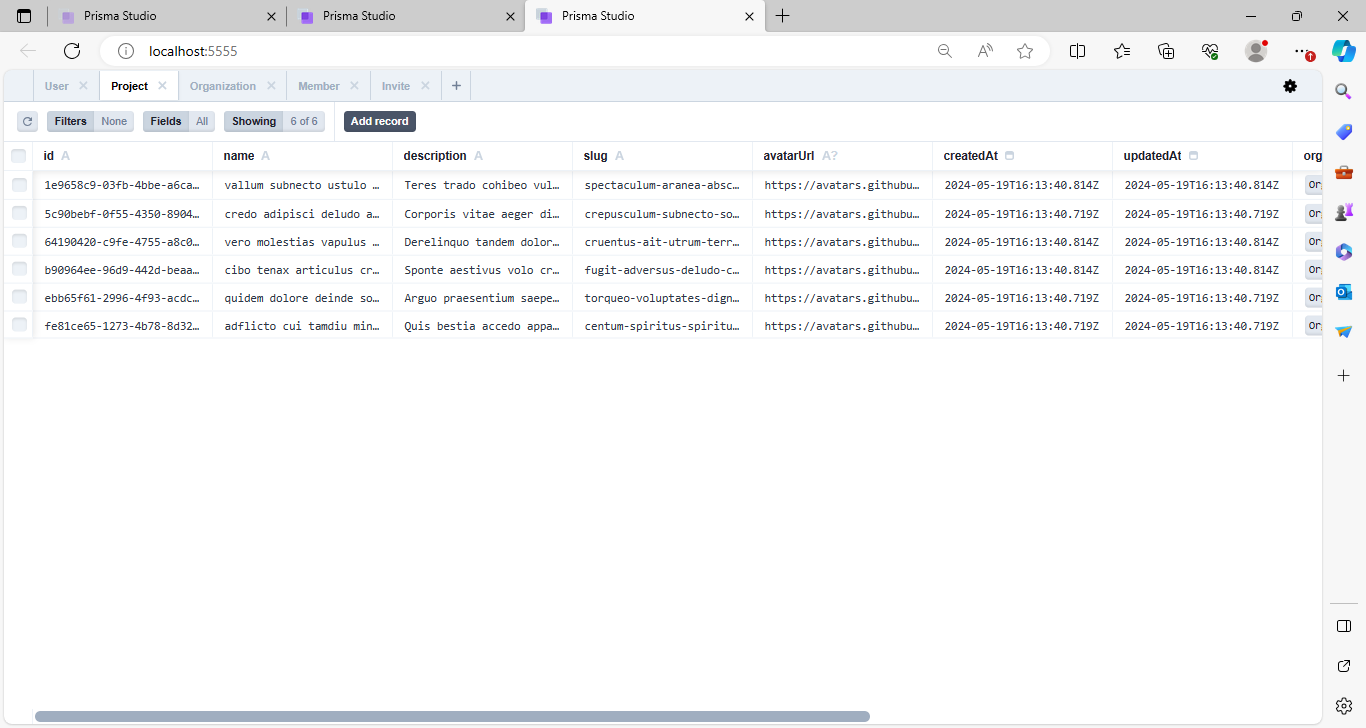 Prisma Studio Prisma Studio Prisma Studio
localhost:5555
User Project Organization Member Invite
Filters None Fields All Showing 6 of 6 Add record
id A name A description A slug A avatarUrl A? createdAt updatedAt org
1e9658c9-03fb-4bbe-a6ca… vallum subnecto ustulo … Teres trado cohibeo vul… spectaculum-aranea-absc… https://avatars.githubu… 2024-05-19T16:13:40.814Z 2024-05-19T16:13:40.814Z Or
5c90bebf-0f55-4350-8904… credo adipisci deludo a… Corporis vitae aeger di… crepusculum-subnecto-so… https://avatars.githubu… 2024-05-19T16:13:40.719Z 2024-05-19T16:13:40.719Z Or
64190420-c9fe-4755-a8c0… vero molestias vapulus … Derelinquo tandem dolor… cruentus-ait-utrum-terr… https://avatars.githubu… 2024-05-19T16:13:40.814Z 2024-05-19T16:13:40.814Z Or
b90964ee-96d9-442d-beaa… cibo tenax articulus cr… Sponte aestivus volo cr… fugit-adversus-deludo-c… https://avatars.githubu… 2024-05-19T16:13:40.814Z 2024-05-19T16:13:40.814Z Or
ebb65f61-2996-4f93-acdc… quidem dolore deinde so… Arguo praesentium saepe… torqueo-voluptates-dign… https://avatars.githubu… 2024-05-19T16:13:40.719Z 2024-05-19T16:13:40.719Z Or
fe81ce65-1273-4b78-8d32… adflicto cui tamdiu min… Quis bestia accedo appa… centum-spiritus-spiritu… https://avatars.githubu… 2024-05-19T16:13:40.719Z 2024-05-19T16:13:40.719Z Or